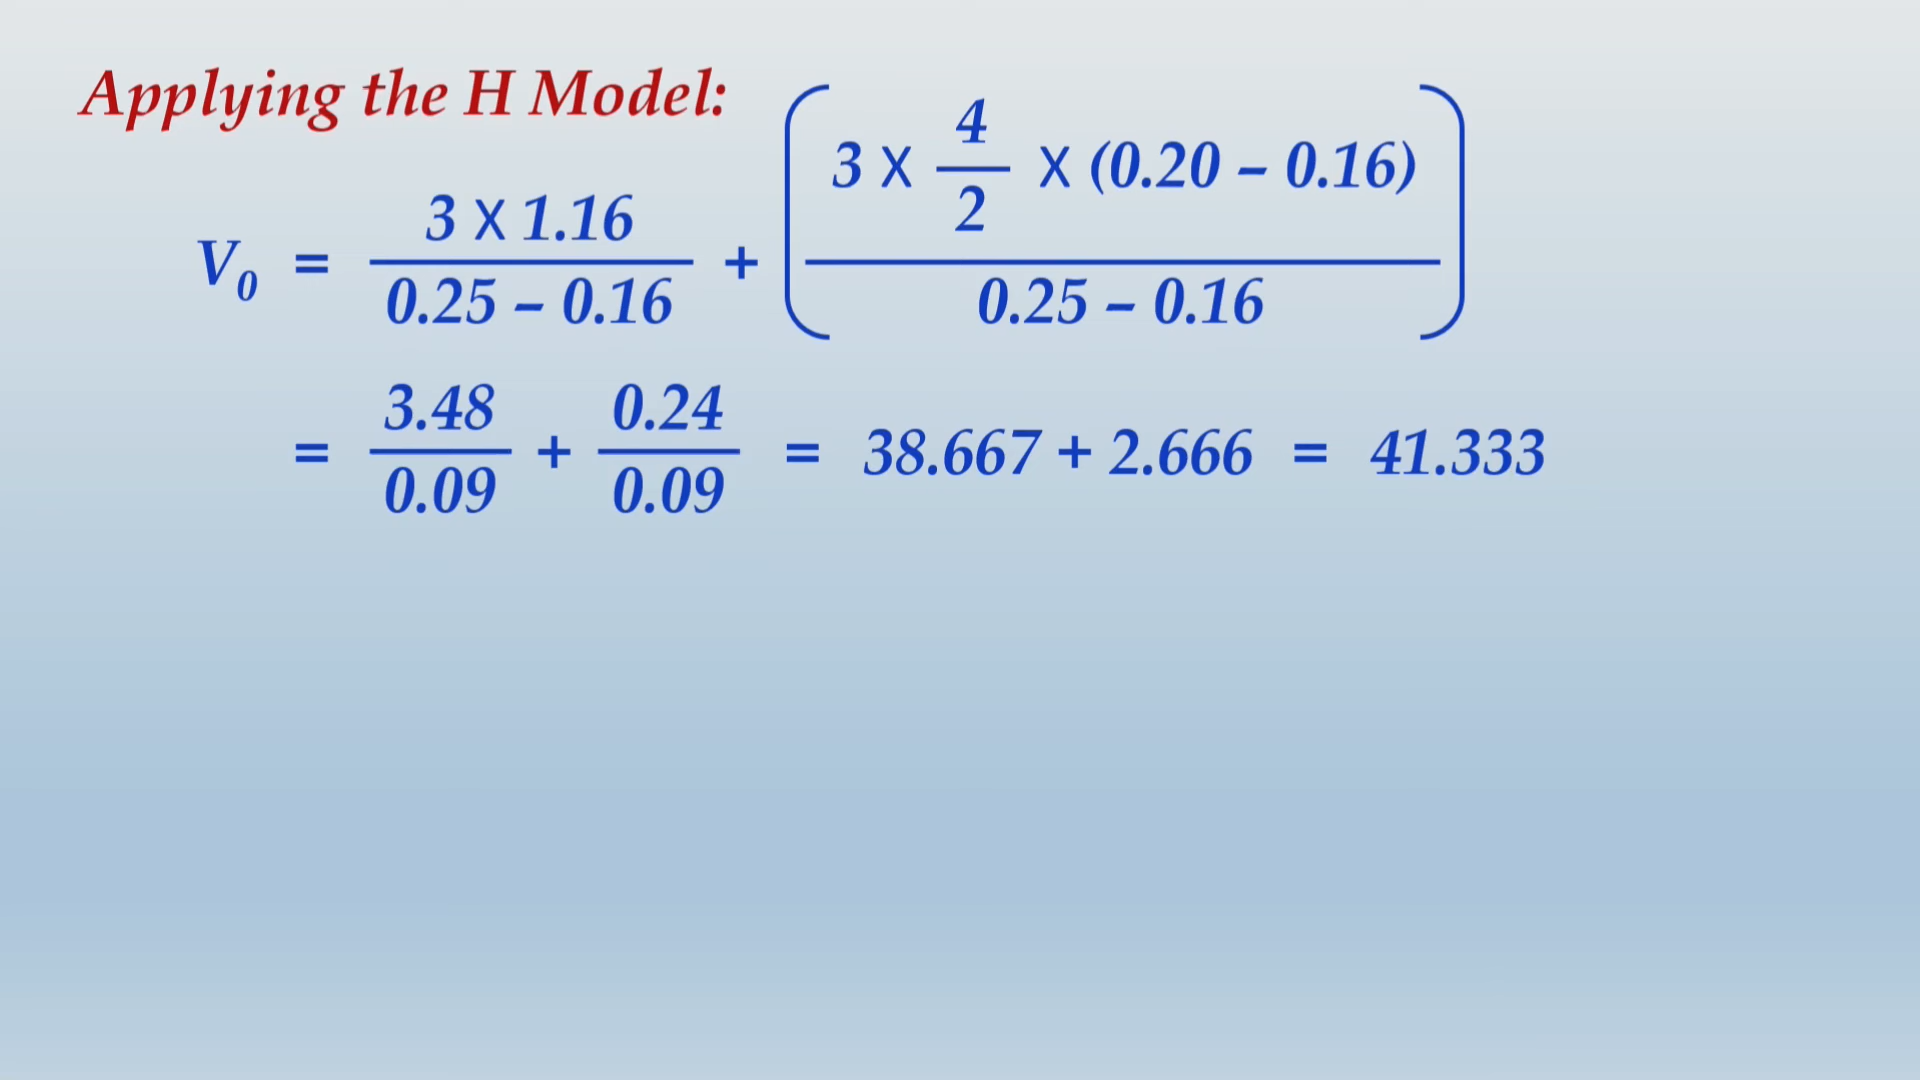 Applying the H Model:
V0 = 3 X 1.16 / 0.25 – 0.16 + ( 3 X 4 / 2 X (0.20 – 0.16) / 0.25 – 0.16 )
= 3.48 / 0.09 + 0.24 / 0.09 = 38.667 + 2.666 = 41.333